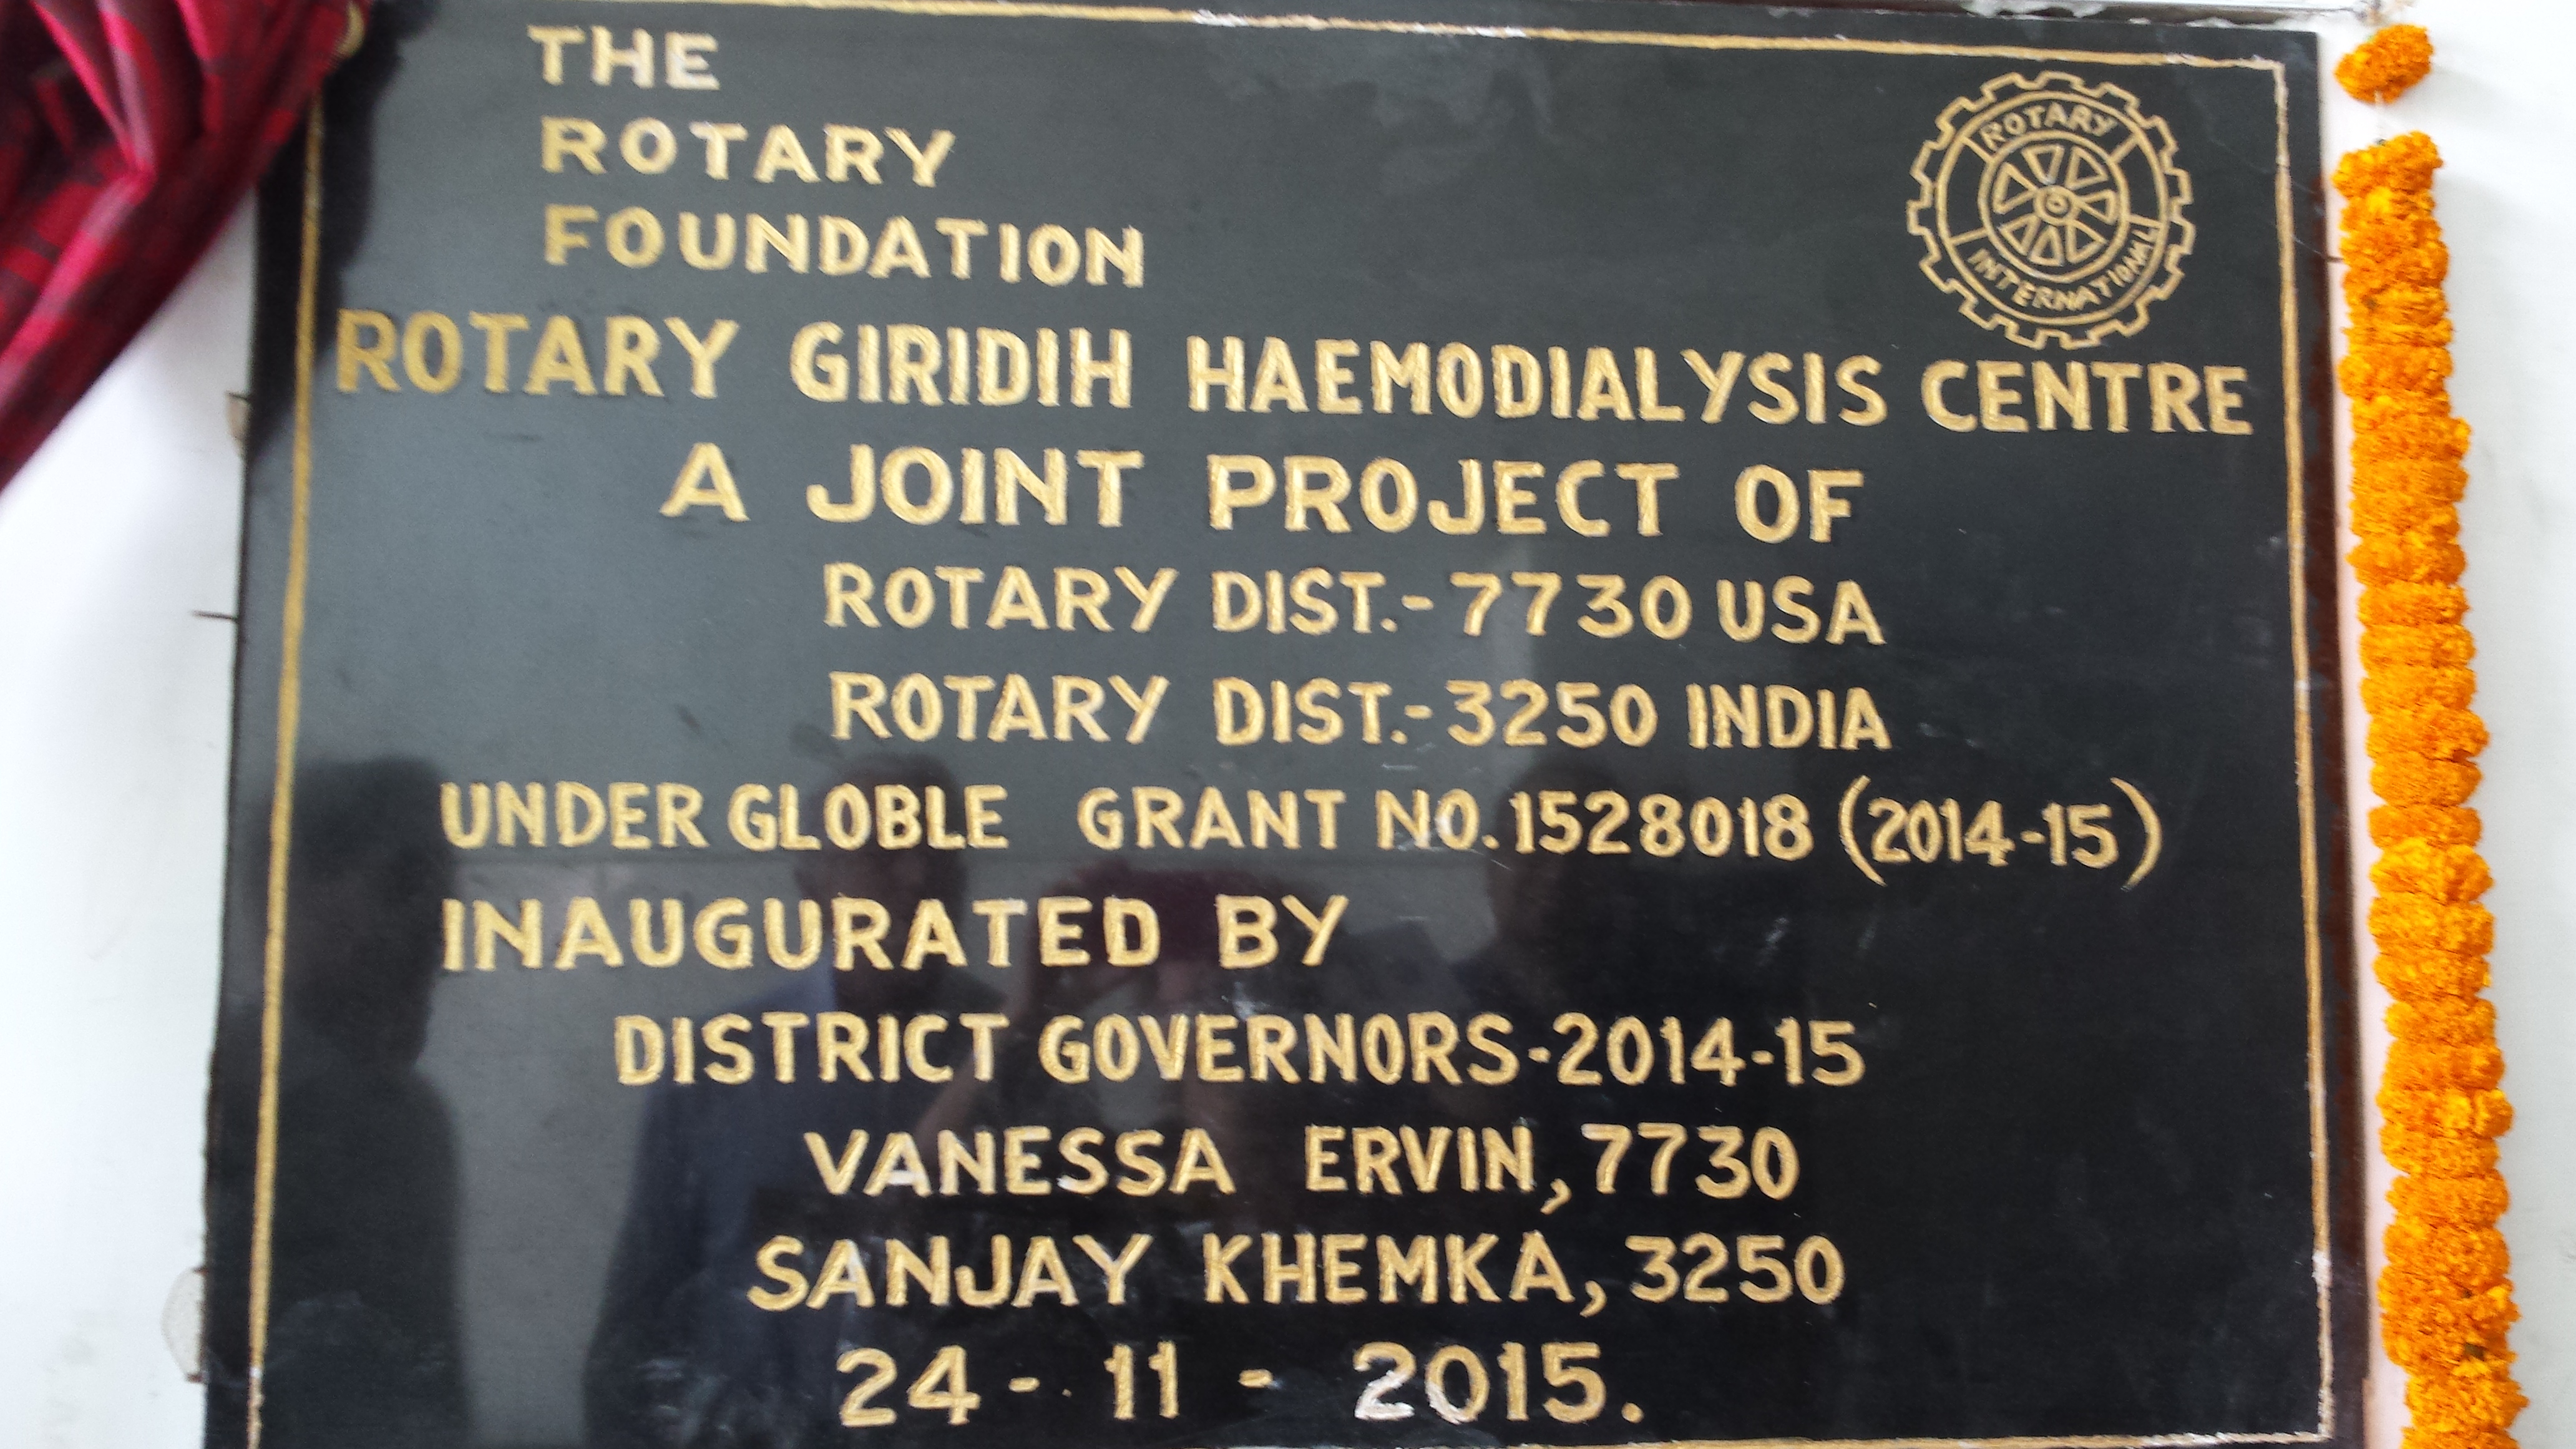 THE
ROTARY
FOUNDATION
ROTARY
INTERNATIONAL
ROTARY GIRIDIH HAEMODIALYSIS CENTRE
A JOINT PROJECT OF
ROTARY DIST.-7730 USA
ROTARY DIST.-3250 INDIA
UNDER GLOBLE GRANT NO.1528018 (2014-15)
INAUGURATED BY
DISTRICT GOVERNORS-2014-15
VANESSA ERVIN,7730
SANJAY KHEMKA,3250
24-11-2015.